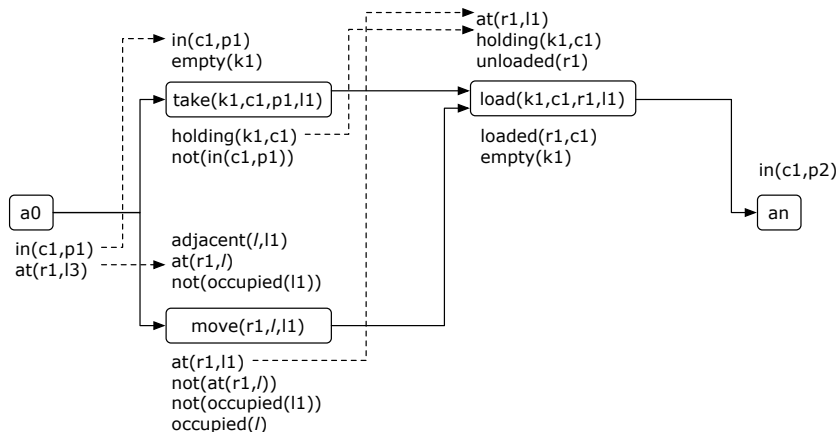 in(c1,p1)
empty(k1)
take(k1,c1,p1,l1)
holding(k1,c1)
not(in(c1,p1))
at(r1,l1)
holding(k1,c1)
unloaded(r1)
load(k1,c1,r1,l1)
loaded(r1,c1)
empty(k1)
in(c1,p2)
an
a0
in(c1,p1)
at(r1,l3)
adjacent(l,l1)
at(r1,l)
not(occupied(l1))
move(r1,l,l1)
at(r1,l1)
not(at(r1,l))
not(occupied(l1))
occupied(l)